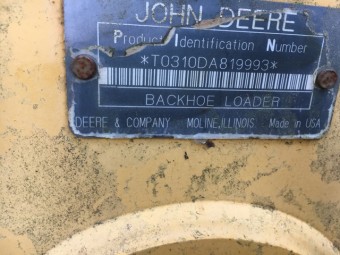 JOHN DEERE
Product Identification Number
*T0310DA819993*
BACKHOE LOADER
DEERE & COMPANY MOLINE, ILLINOIS Made in USA